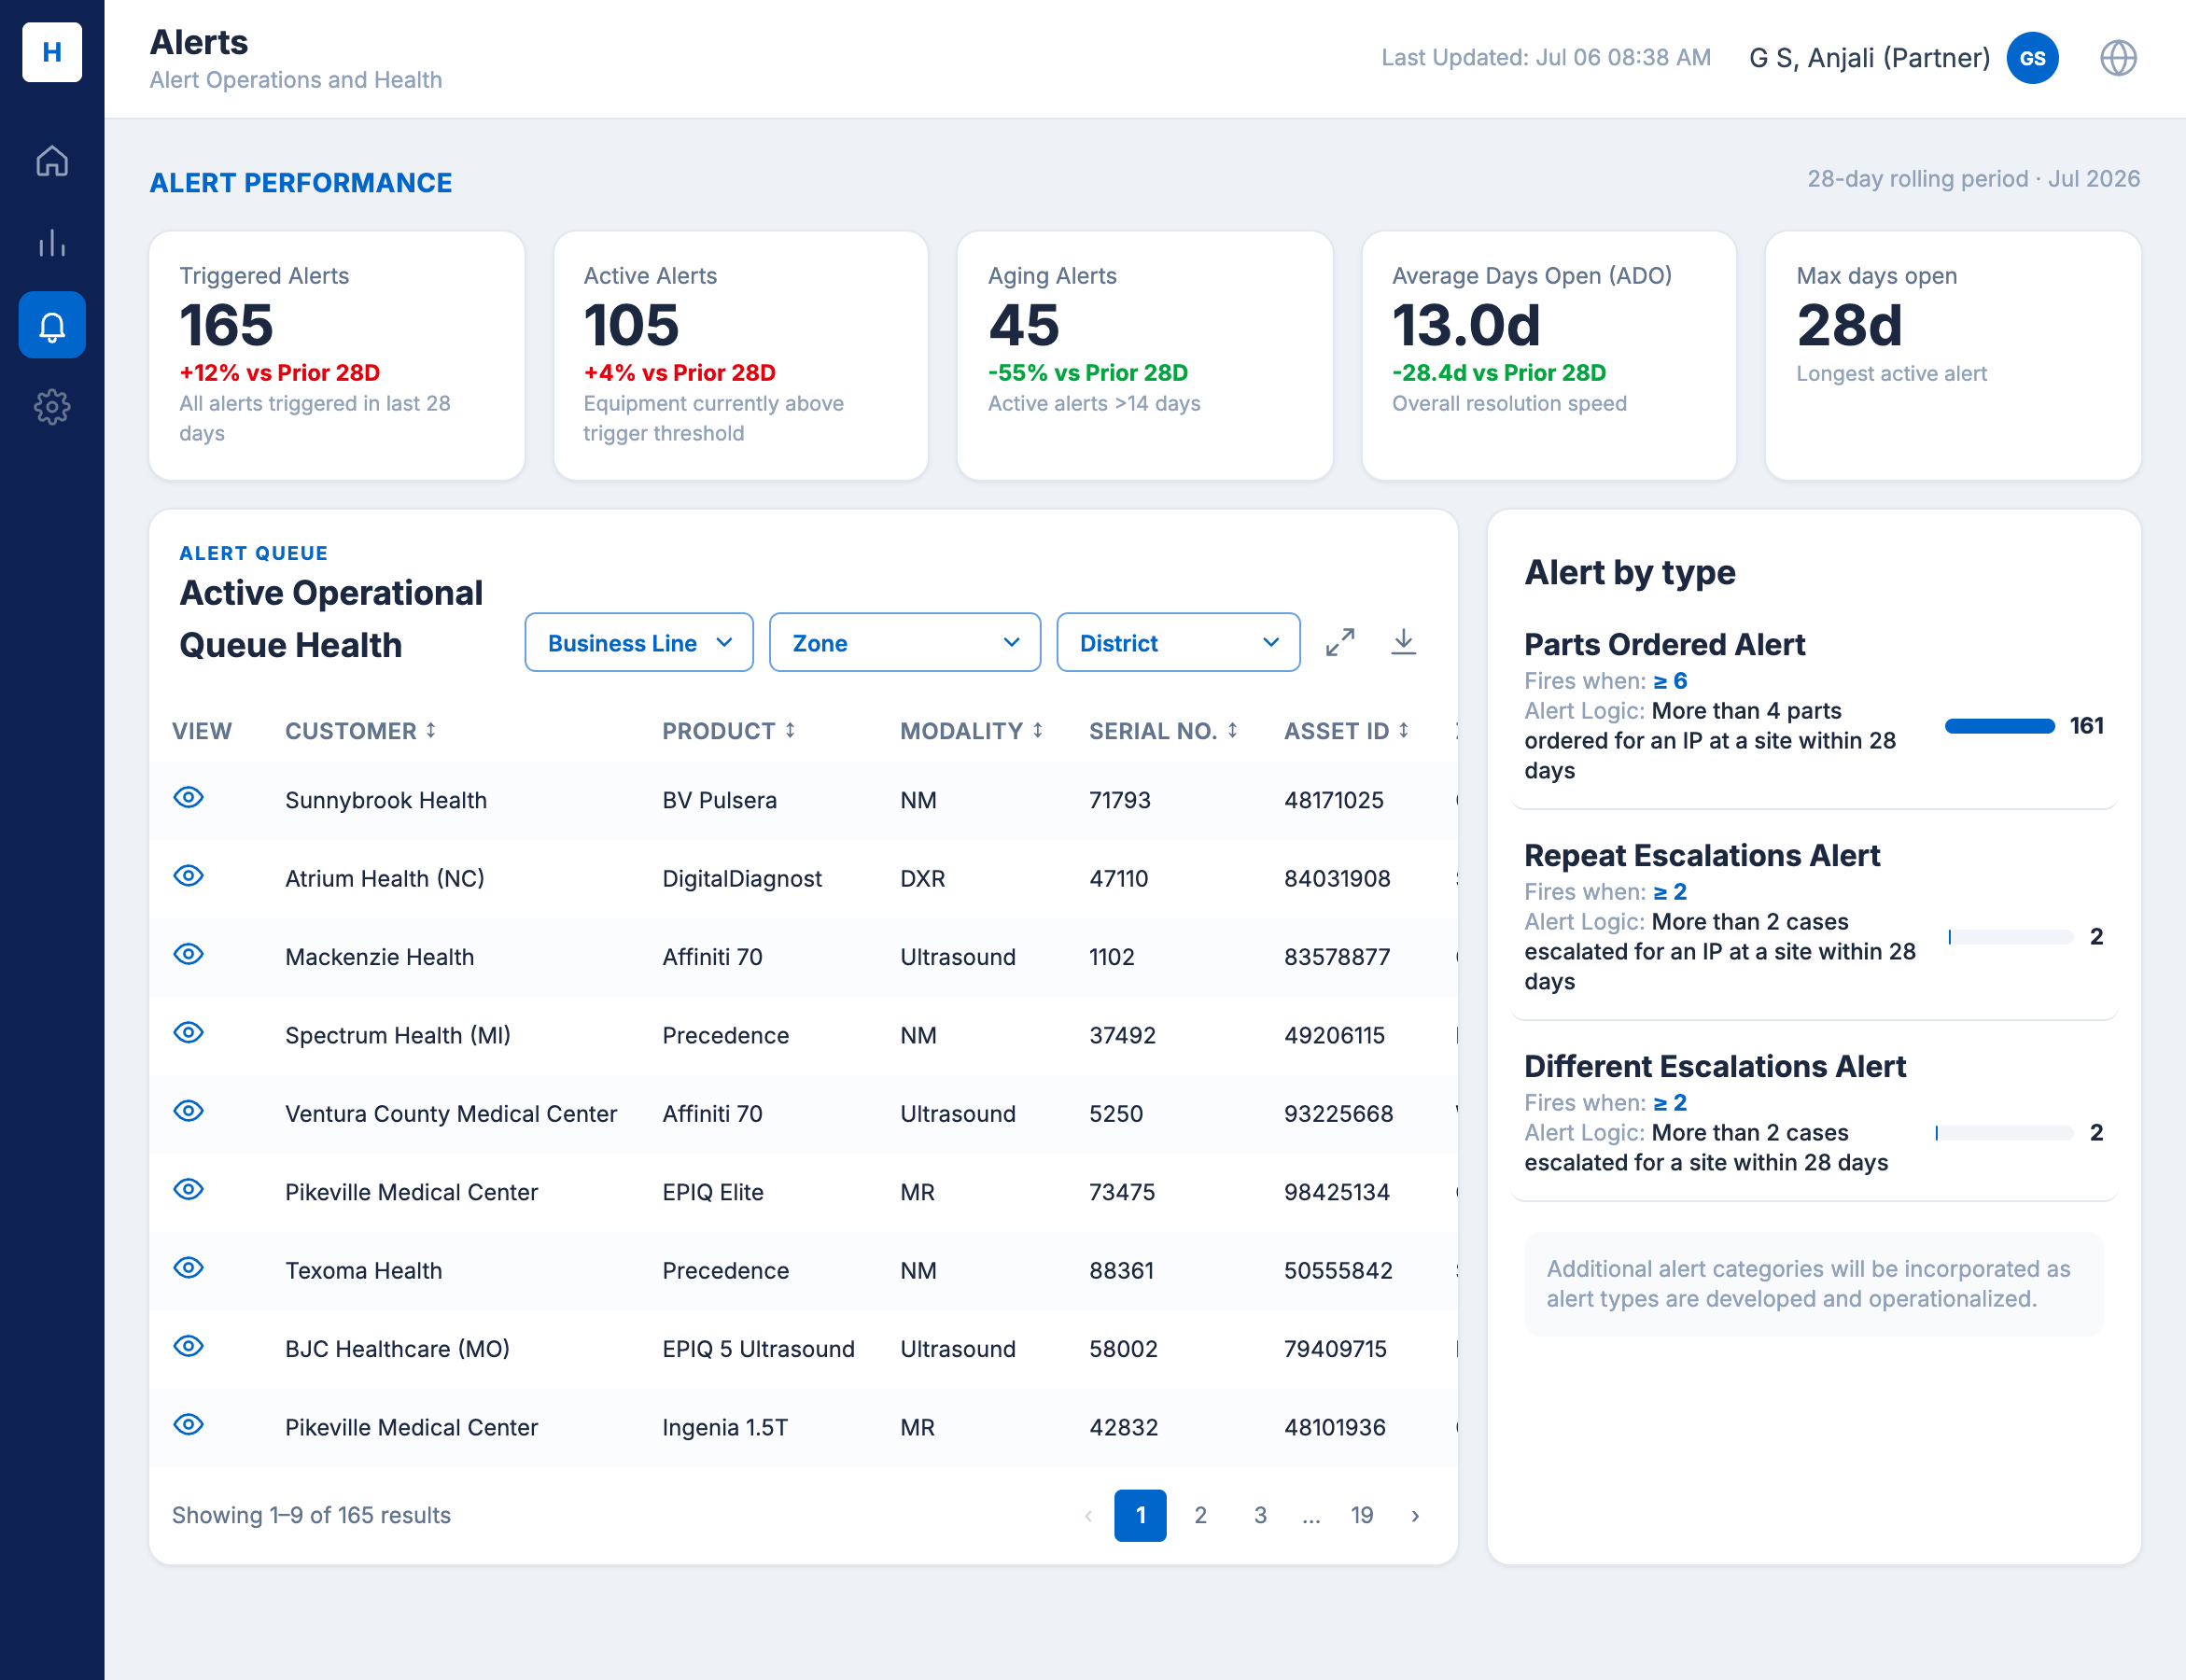 H
Alerts
Alert Operations and Health
Last Updated: Jul 06 08:38 AM
G S, Anjali (Partner)
GS
ALERT PERFORMANCE
28-day rolling period · Jul 2026
Triggered Alerts
165
+12% vs Prior 28D
All alerts triggered in last 28
days
Active Alerts
105
+4% vs Prior 28D
Equipment currently above
trigger threshold
Aging Alerts
45
-55% vs Prior 28D
Active alerts >14 days
Average Days Open (ADO)
13.0d
-28.4d vs Prior 28D
Overall resolution speed
Max days open
28d
Longest active alert
ALERT QUEUE
Active Operational
Queue Health
Business Line
Zone
District
VIEW CUSTOMER PRODUCT MODALITY SERIAL NO. ASSET ID
Sunnybrook Health BV Pulsera NM 71793 48171025
Atrium Health (NC) DigitalDiagnost DXR 47110 84031908
Mackenzie Health Affiniti 70 Ultrasound 1102 83578877
Spectrum Health (MI) Precedence NM 37492 49206115
Ventura County Medical Center Affiniti 70 Ultrasound 5250 93225668
Pikeville Medical Center EPIQ Elite MR 73475 98425134
Texoma Health Precedence NM 88361 50555842
BJC Healthcare (MO) EPIQ 5 Ultrasound Ultrasound 58002 79409715
Pikeville Medical Center Ingenia 1.5T MR 42832 48101936
Showing 1–9 of 165 results
‹ 1 2 3 ... 19 ›
Alert by type
Parts Ordered Alert
Fires when: ≥ 6
Alert Logic: More than 4 parts
ordered for an IP at a site within 28
days
161
Repeat Escalations Alert
Fires when: ≥ 2
Alert Logic: More than 2 cases
escalated for an IP at a site within 28
days
2
Different Escalations Alert
Fires when: ≥ 2
Alert Logic: More than 2 cases
escalated for a site within 28 days
2
Additional alert categories will be incorporated as
alert types are developed and operationalized.